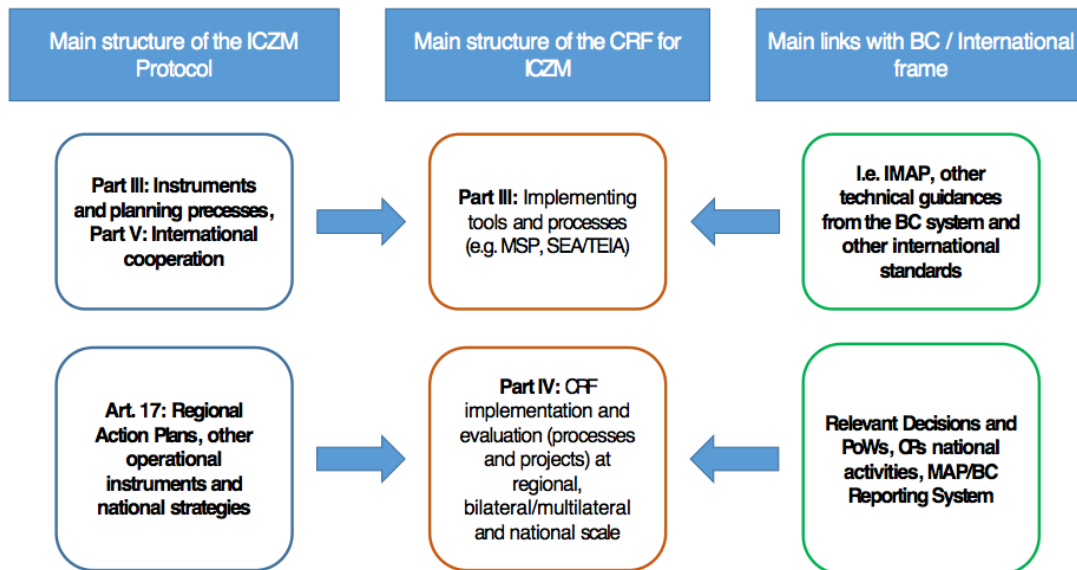 Main structure of the ICZM
Protocol
Main structure of the CRF for
ICZM
Main links with BC / International
frame
Part III: Instruments
and planning precesses,
Part V: International
cooperation
Part III: Implementing
tools and processes
(e.g. MSP, SEA/TEIA)
I.e. IMAP, other
technical guidances
from the BC system and
other international
standards
Art. 17: Regional
Action Plans, other
operational
instruments and
national strategies
Part IV: CRF
implementation and
evaluation (processes
and projects) at
regional,
bilateral/multilateral
and national scale
Relevant Decisions and
PoWs, CPs national
activities, MAP/BC
Reporting System